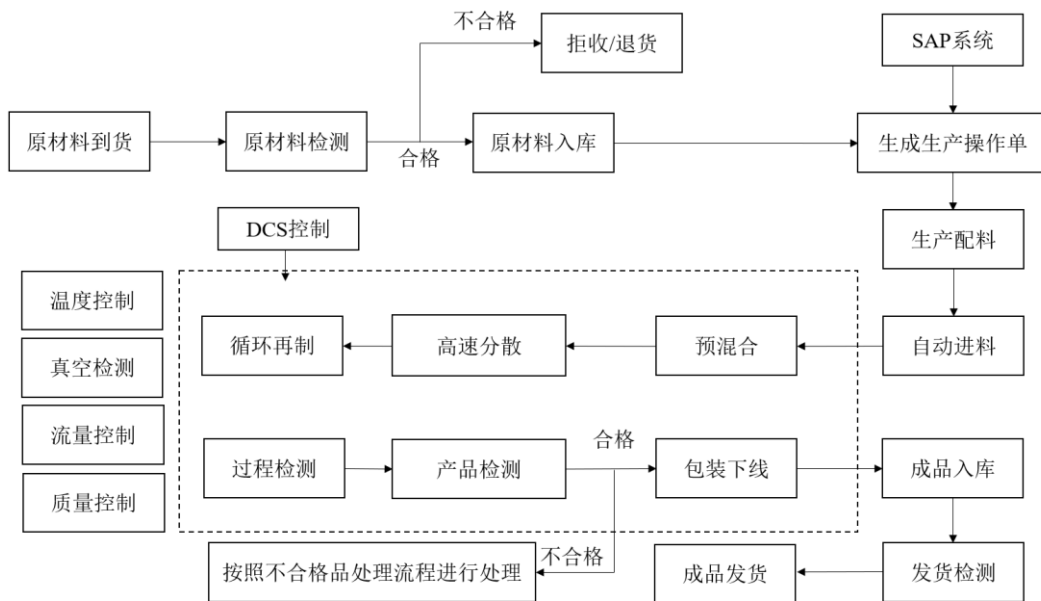 不合格
拒收/退货
SAP系统
原材料到货
原材料检测
合格
原材料入库
生成生产操作单
DCS控制
生产配料
温度控制
循环再制
高速分散
预混合
自动进料
真空检测
流量控制
过程检测
产品检测
合格
包装下线
成品入库
质量控制
按照不合格品处理流程进行处理
不合格
成品发货
发货检测